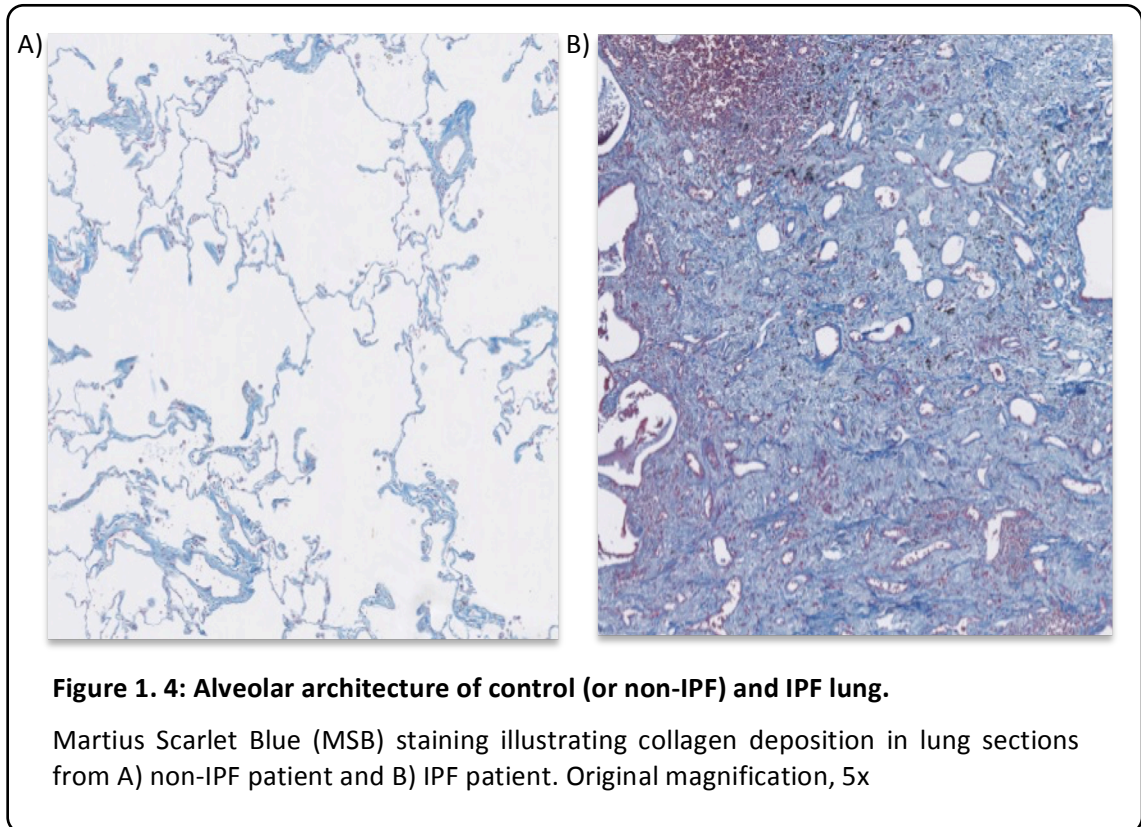 A)
B)
Figure 1. 4: Alveolar architecture of control (or non-IPF) and IPF lung.
Martius Scarlet Blue (MSB) staining illustrating collagen deposition in lung sections
from A) non-IPF patient and B) IPF patient. Original magnification, 5x